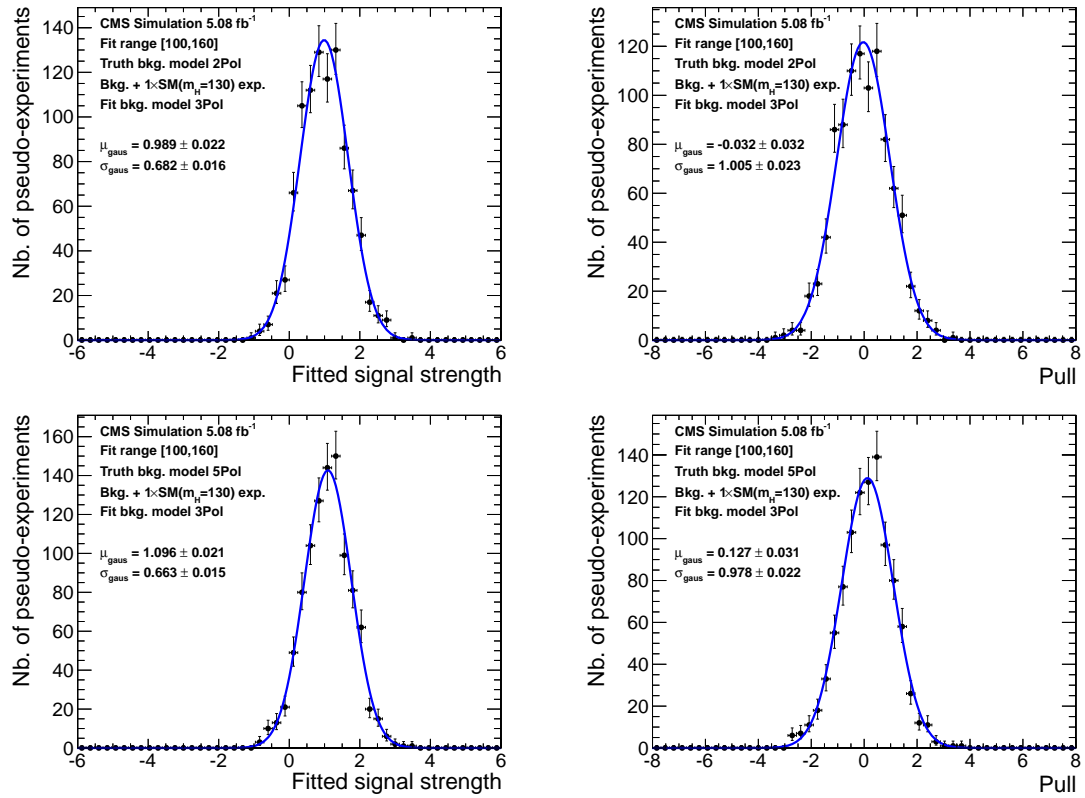 Nb. of pseudo-experiments
140
120
100
80
60
40
20
0
CMS Simulation 5.08 fb-1
Fit range [100,160]
Truth bkg. model 2Pol
Bkg. + 1×SM(mH=130) exp.
Fit bkg. model 3Pol
μgaus = 0.989 ± 0.022
σgaus = 0.682 ± 0.016
-6 -4 -2 0 2 4 6
Fitted signal strength
Nb. of pseudo-experiments
120
100
80
60
40
20
0
CMS Simulation 5.08 fb-1
Fit range [100,160]
Truth bkg. model 2Pol
Bkg. + 1×SM(mH=130) exp.
Fit bkg. model 3Pol
μgaus = -0.032 ± 0.032
σgaus = 1.005 ± 0.023
-8 -6 -4 -2 0 2 4 6 8
Pull
Nb. of pseudo-experiments
160
140
120
100
80
60
40
20
0
CMS Simulation 5.08 fb-1
Fit range [100,160]
Truth bkg. model 5Pol
Bkg. + 1×SM(mH=130) exp.
Fit bkg. model 3Pol
μgaus = 1.096 ± 0.021
σgaus = 0.663 ± 0.015
-6 -4 -2 0 2 4 6
Fitted signal strength
Nb. of pseudo-experiments
140
120
100
80
60
40
20
0
CMS Simulation 5.08 fb-1
Fit range [100,160]
Truth bkg. model 5Pol
Bkg. + 1×SM(mH=130) exp.
Fit bkg. model 3Pol
μgaus = 0.127 ± 0.031
σgaus = 0.978 ± 0.022
-8 -6 -4 -2 0 2 4 6 8
Pull